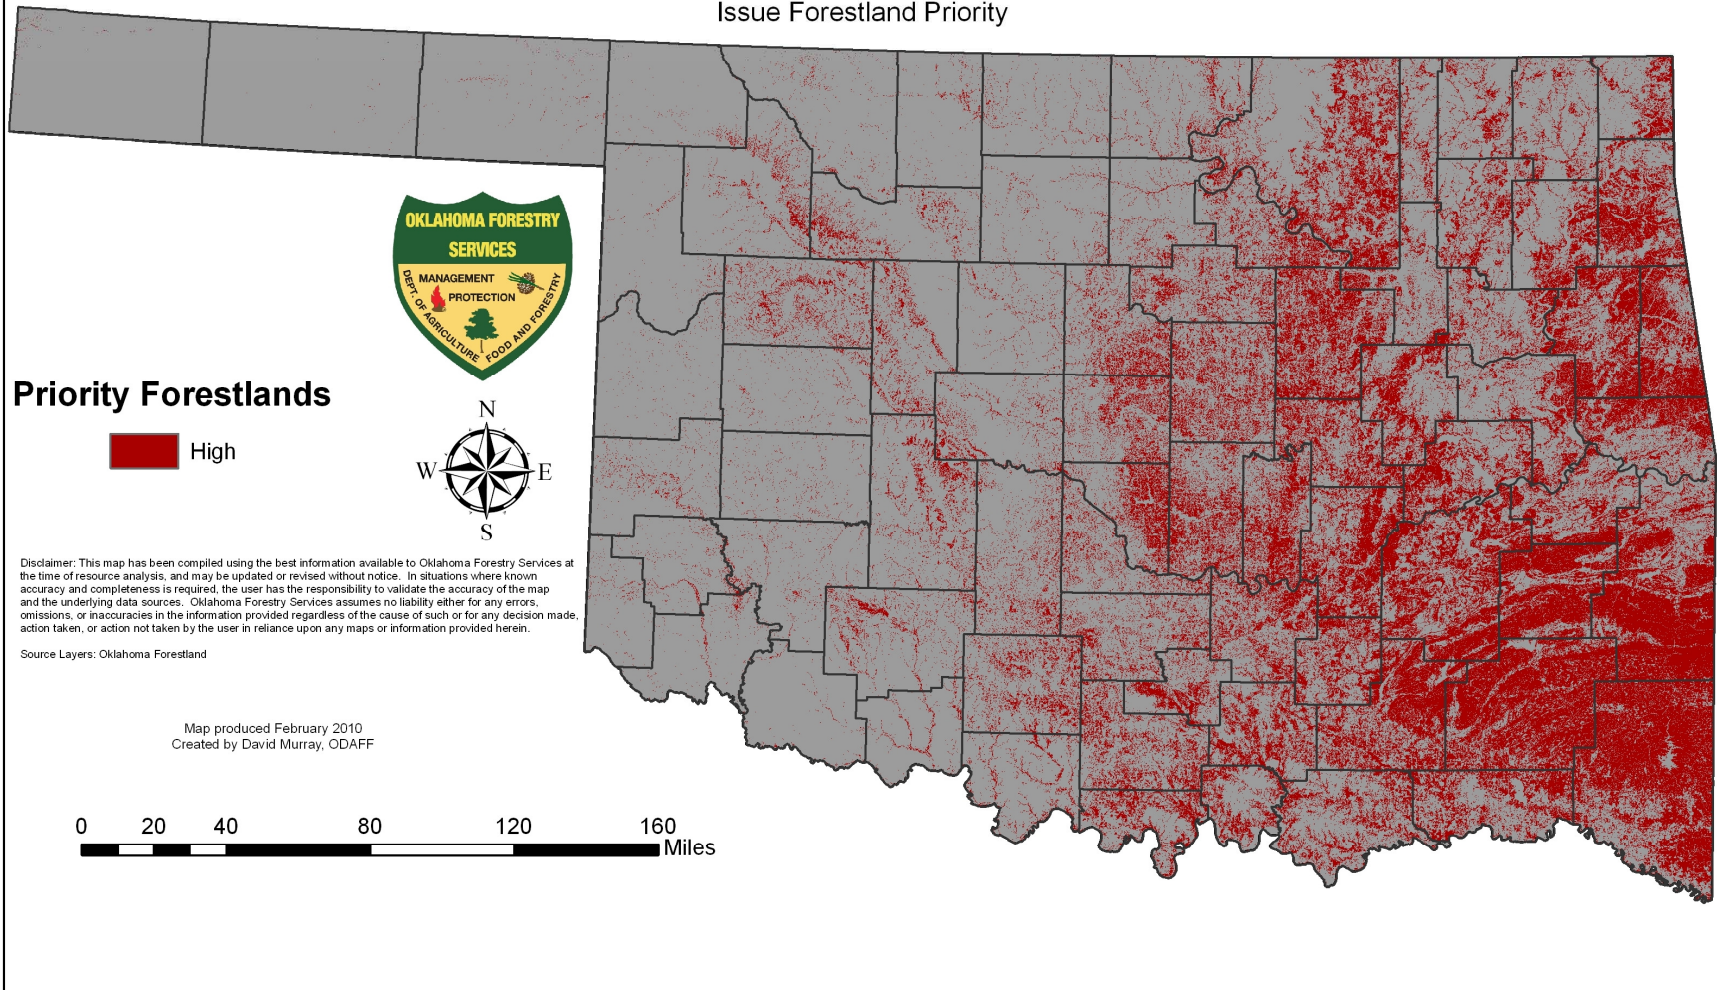 Issue Forestland Priority
OKLAHOMA FORESTRY
SERVICES
MANAGEMENT
PROTECTION
DEPT. OF AGRICULTURE FOOD AND FORESTRY
Priority Forestlands
High
N
W
E
S
Disclaimer: This map has been compiled using the best information available to Oklahoma Forestry Services at
the time of resource analysis, and may be updated or revised without notice. In situations where known
accuracy and completeness is required, the user has the responsibility to validate the accuracy of the map
and the underlying data sources. Oklahoma Forestry Services assumes no liability either for any errors,
omissions, or inaccuracies in the information provided regardless of the cause of such or for any decision made,
action taken, or action not taken by the user in reliance upon any maps or information provided herein.
Source Layers: Oklahoma Forestland
Map produced February 2010
Created by David Murray, ODAFF
0 20 40 80 120 160
Miles